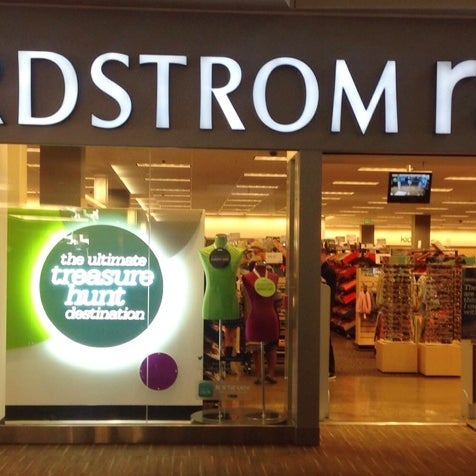 RDSTROM r
the ultimate
treasure
hunt
destination